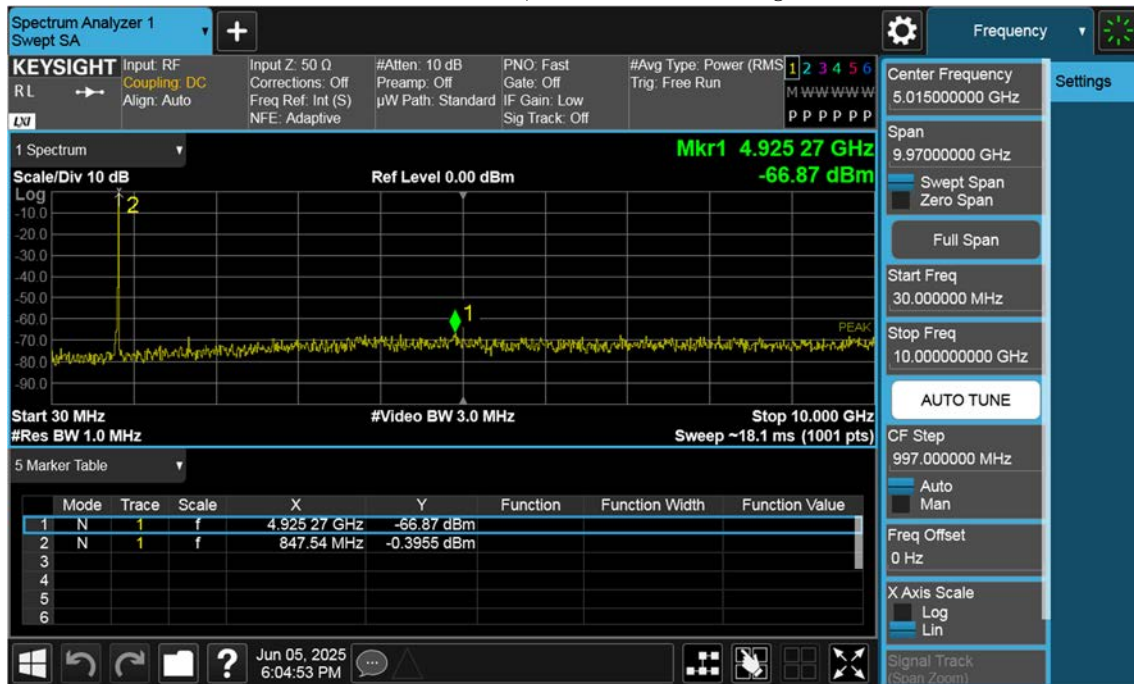 Spectrum Analyzer 1
Swept SA
Frequency
KEYSIGHT
RL
LXI
Input: RF
Coupling: DC
Align: Auto
Input Z: 50 Ω
Corrections: Off
Freq Ref: Int (S)
NFE: Adaptive
#Atten: 10 dB
Preamp: Off
µW Path: Standard
PNO: Fast
Gate: Off
IF Gain: Low
Sig Track: Off
#Avg Type: Power (RMS
Trig: Free Run
1 2 3 4 5 6
M W W W W W
P P P P P P
1 Spectrum
Mkr1 4.925 27 GHz
-66.87 dBm
Scale/Div 10 dB
Ref Level 0.00 dBm
Log
-10.0
-20.0
-30.0
-40.0
-50.0
-60.0
-70.0
-80.0
-90.0
2
1
PEAK
Start 30 MHz
#Video BW 3.0 MHz
Stop 10.000 GHz
#Res BW 1.0 MHz
Sweep ~18.1 ms (1001 pts)
5 Marker Table
Mode Trace Scale X Y Function Function Width Function Value
1 N 1 f 4.925 27 GHz -66.87 dBm
2 N 1 f 847.54 MHz -0.3955 dBm
3
4
5
6
Jun 05, 2025
6:04:53 PM
Center Frequency
5.015000000 GHz
Span
9.97000000 GHz
Swept Span
Zero Span
Full Span
Start Freq
30.000000 MHz
Stop Freq
10.000000000 GHz
AUTO TUNE
CF Step
997.000000 MHz
Auto
Man
Freq Offset
0 Hz
X Axis Scale
Log
Lin
Signal Track
(Span Zoom)
Settings